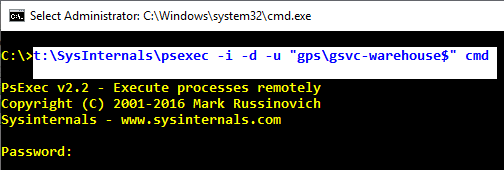 Select Administrator: C:\Windows\system32\cmd.exe
C:\>t:\SysInternals\psexec -i -d -u "gps\gsvc-warehouse$" cmd
PsExec v2.2 - Execute processes remotely
Copyright (C) 2001-2016 Mark Russinovich
Sysinternals - www.sysinternals.com
Password: